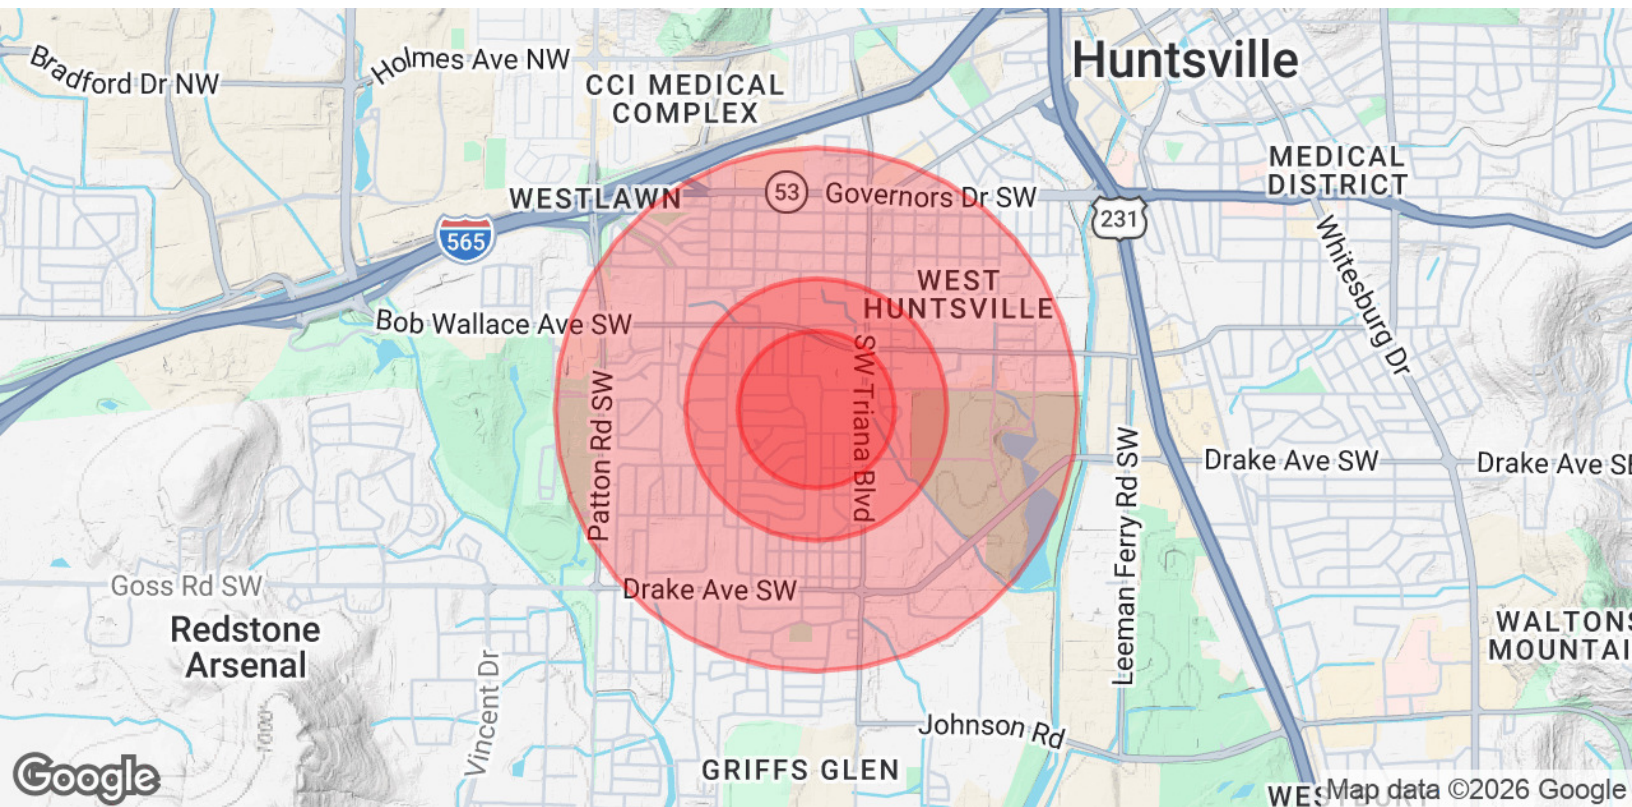 Bradford Dr NW
Holmes Ave NW
CCI MEDICAL
COMPLEX
Huntsville
MEDICAL
DISTRICT
WESTLAWN
53
Governors Dr SW
231
565
Whitesburg Dr
WEST
HUNTSVILLE
Bob Wallace Ave SW
SW Triana Blvd
Patton Rd SW
Leeman Ferry Rd SW
Drake Ave SW
Drake Ave SE
Goss Rd SW
Drake Ave SW
Redstone
Arsenal
WALTONS
MOUNTAI
Vincent Dr
1000'
Johnson Rd
GRIFFS GLEN
Google
WES
Map data ©2026 Google